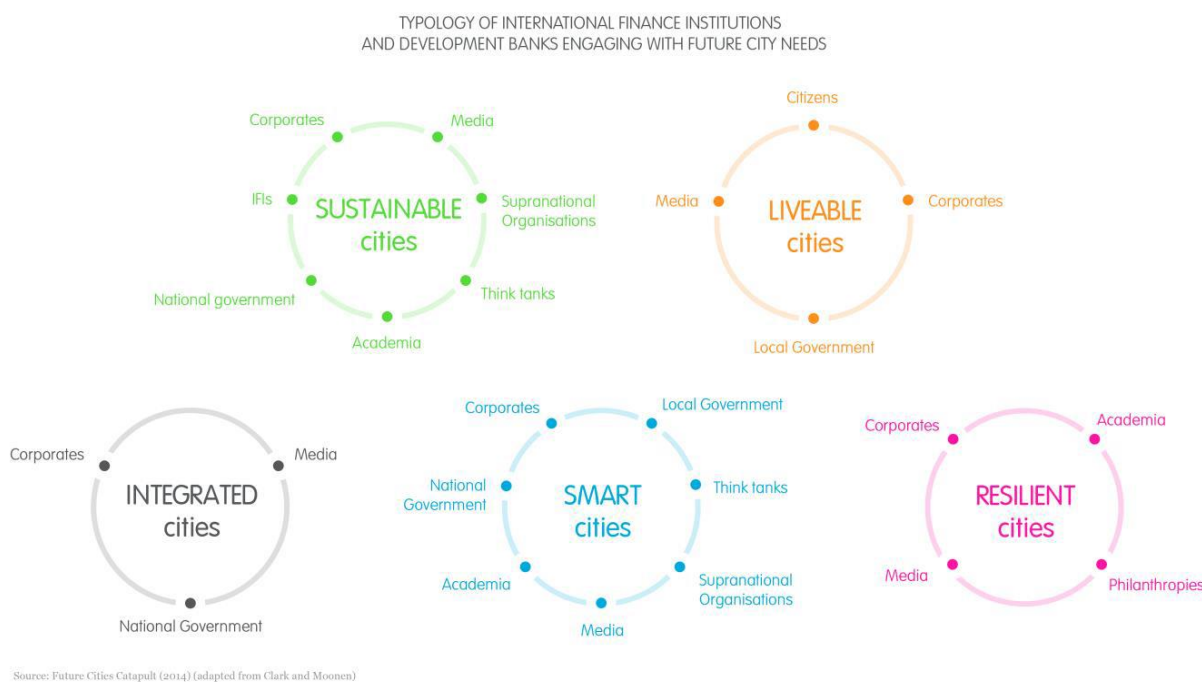 TYPOLOGY OF INTERNATIONAL FINANCE INSTITUTIONS
AND DEVELOPMENT BANKS ENGAGING WITH FUTURE CITY NEEDS
Corporates
Media
IFIs
SUSTAINABLE
cities
Supranational
Organisations
National government
Think tanks
Academia
Citizens
Media
LIVEABLE
cities
Corporates
Local Government
Corporates
Media
INTEGRATED
cities
National Government
Corporates
Local Government
National
Government
SMART
cities
Think tanks
Academia
Supranational
Organisations
Media
Corporates
Academia
RESILIENT
cities
Media
Philanthropies
Source: Future Cities Catapult (2014) (adapted from Clark and Moonen)